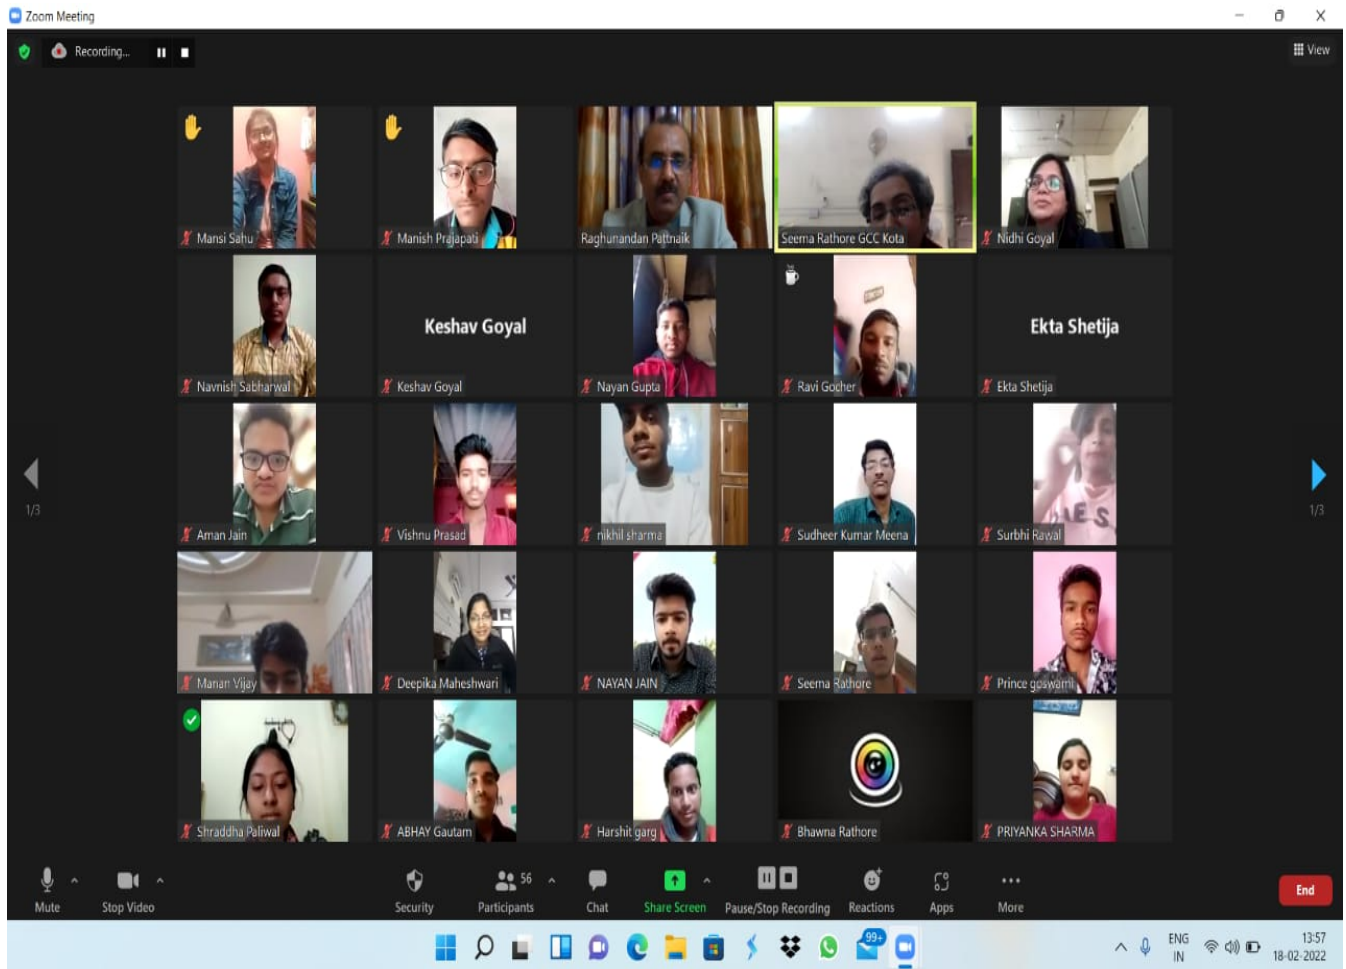 Zoom Meeting
Recording...
View
Mansi Sahu
Manish Prajapati
Raghunandan Pattnaik
Seema Rathore GCC Kota
Nidhi Goyal
Keshav Goyal
Ekta Shetija
Navnish Sabharwal
Keshav Goyal
Nayan Gupta
Ravi Gocher
Ekta Shetija
Aman Jain
Vishnu Prasad
nikhil sharma
Sudheer Kumar Meena
Surbhi Rawal
1/3
1/3
Manan Vijay
Deepika Maheshwari
NAYAN JAIN
Seema Rathore
Prince goswami
Shraddha Paliwal
ABHAY Gautam
Harshit garg
Bhawna Rathore
PRIYANKA SHARMA
56
Mute
Stop Video
Security
Participants
Chat
Share Screen
Pause/Stop Recording
Reactions
Apps
More
End
99+
ENG
IN
13:57
18-02-2022